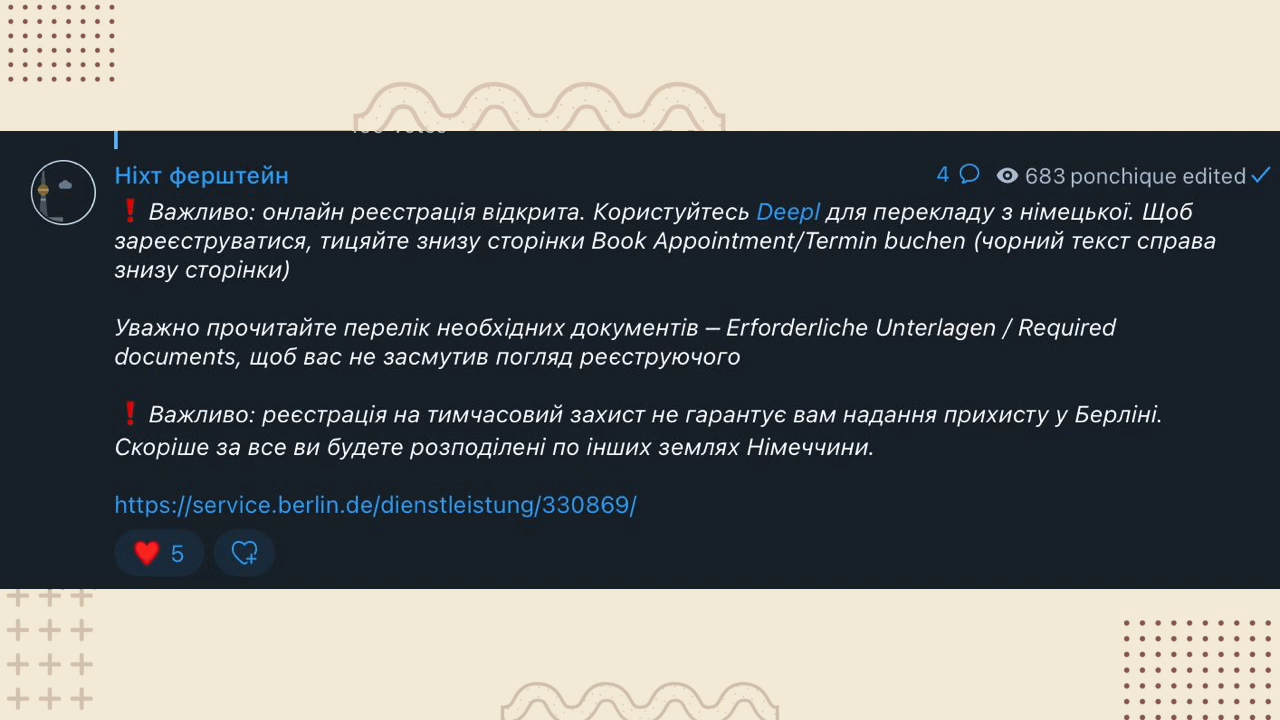 Ніхт ферштейн
4 683 ponchique edited
❗ Важливо: онлайн реєстрація відкрита. Користуйтесь Deepl для перекладу з німецької. Щоб
зареєструватися, тицяйте знизу сторінки Book Appointment/Termin buchen (чорний текст справа
знизу сторінки)
Уважно прочитайте перелік необхідних документів — Erforderliche Unterlagen / Required
documents, щоб вас не засмутив погляд реєструючого
❗ Важливо: реєстрація на тимчасовий захист не гарантує вам надання прихисту у Берліні.
Скоріше за все ви будете розподілені по інших землях Німеччини.
https://service.berlin.de/dienstleistung/330869/
5